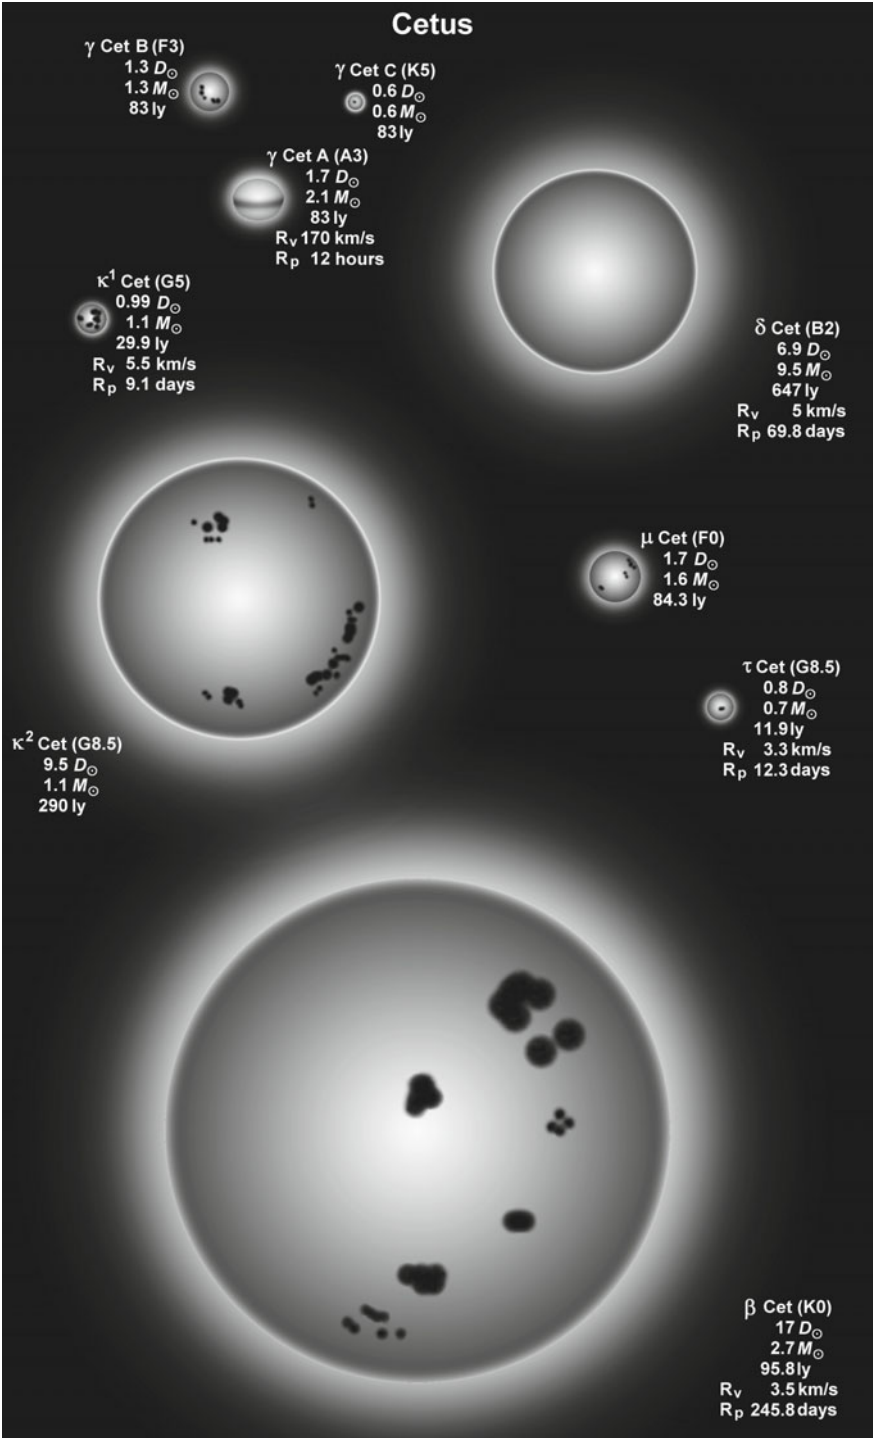 Cetus
γ Cet B (F3)
1.3 D☉
1.3 M☉
83 ly
γ Cet C (K5)
0.6 D☉
0.6 M☉
83 ly
γ Cet A (A3)
1.7 D☉
2.1 M☉
83 ly
Rv 170 km/s
Rp 12 hours
κ1 Cet (G5)
0.99 D☉
1.1 M☉
29.9 ly
Rv 5.5 km/s
Rp 9.1 days
δ Cet (B2)
6.9 D☉
9.5 M☉
647 ly
Rv 5 km/s
Rp 69.8 days
μ Cet (F0)
1.7 D☉
1.6 M☉
84.3 ly
τ Cet (G8.5)
0.8 D☉
0.7 M☉
11.9 ly
Rv 3.3 km/s
Rp 12.3 days
κ2 Cet (G8.5)
9.5 D☉
1.1 M☉
290 ly
β Cet (K0)
17 D☉
2.7 M☉
95.8 ly
Rv 3.5 km/s
Rp 245.8 days